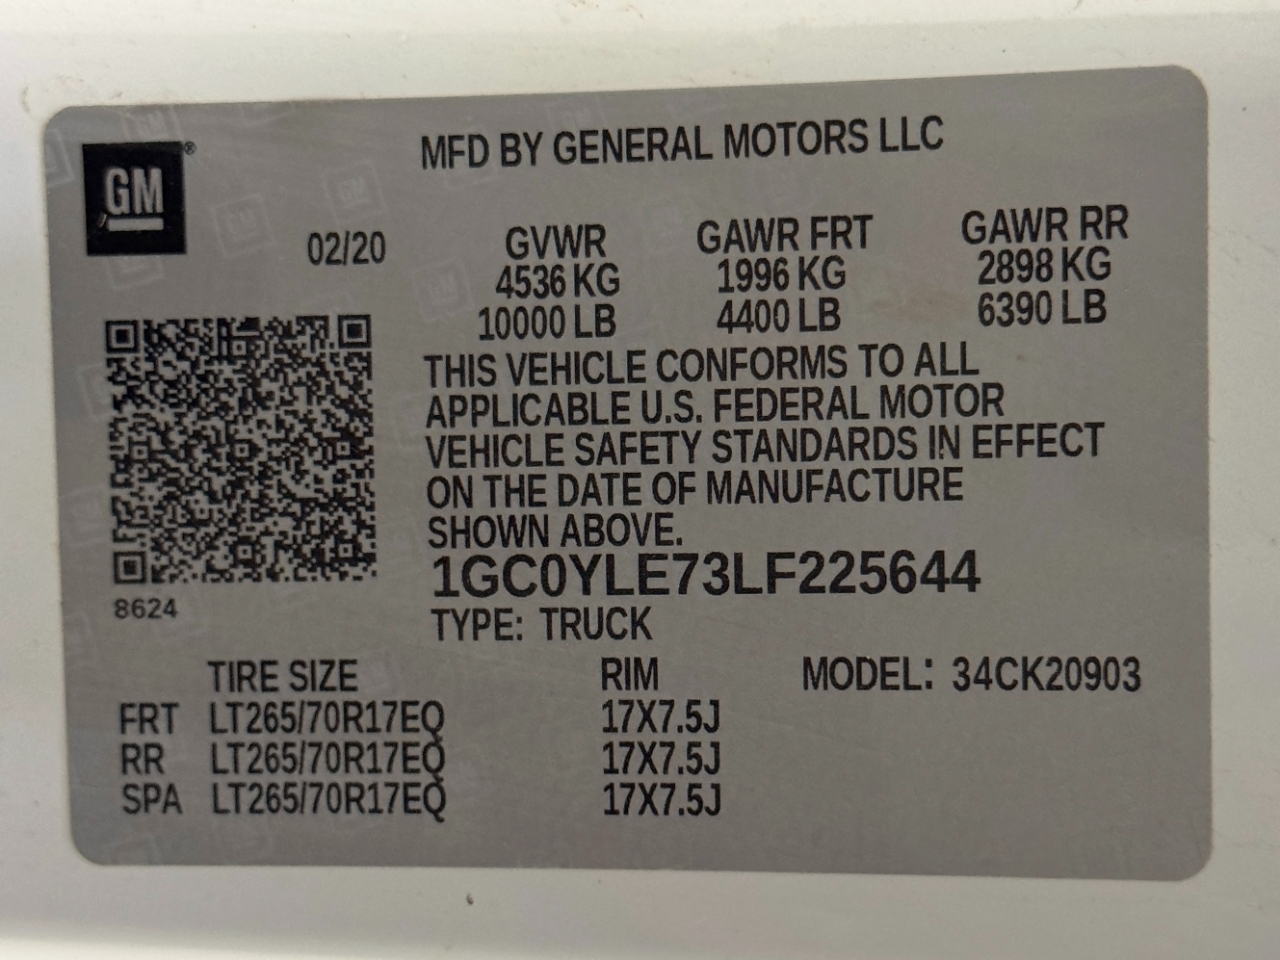 GM®
MFD BY GENERAL MOTORS LLC
02/20
GVWR GAWR FRT GAWR RR
4536 KG 1996 KG 2898 KG
10000 LB 4400 LB 6390 LB
THIS VEHICLE CONFORMS TO ALL
APPLICABLE U.S. FEDERAL MOTOR
VEHICLE SAFETY STANDARDS IN EFFECT
ON THE DATE OF MANUFACTURE
SHOWN ABOVE.
1GC0YLE73LF225644
8624
TYPE: TRUCK
TIRE SIZE RIM MODEL: 34CK20903
FRT LT265/70R17EQ 17X7.5J
RR LT265/70R17EQ 17X7.5J
SPA LT265/70R17EQ 17X7.5J